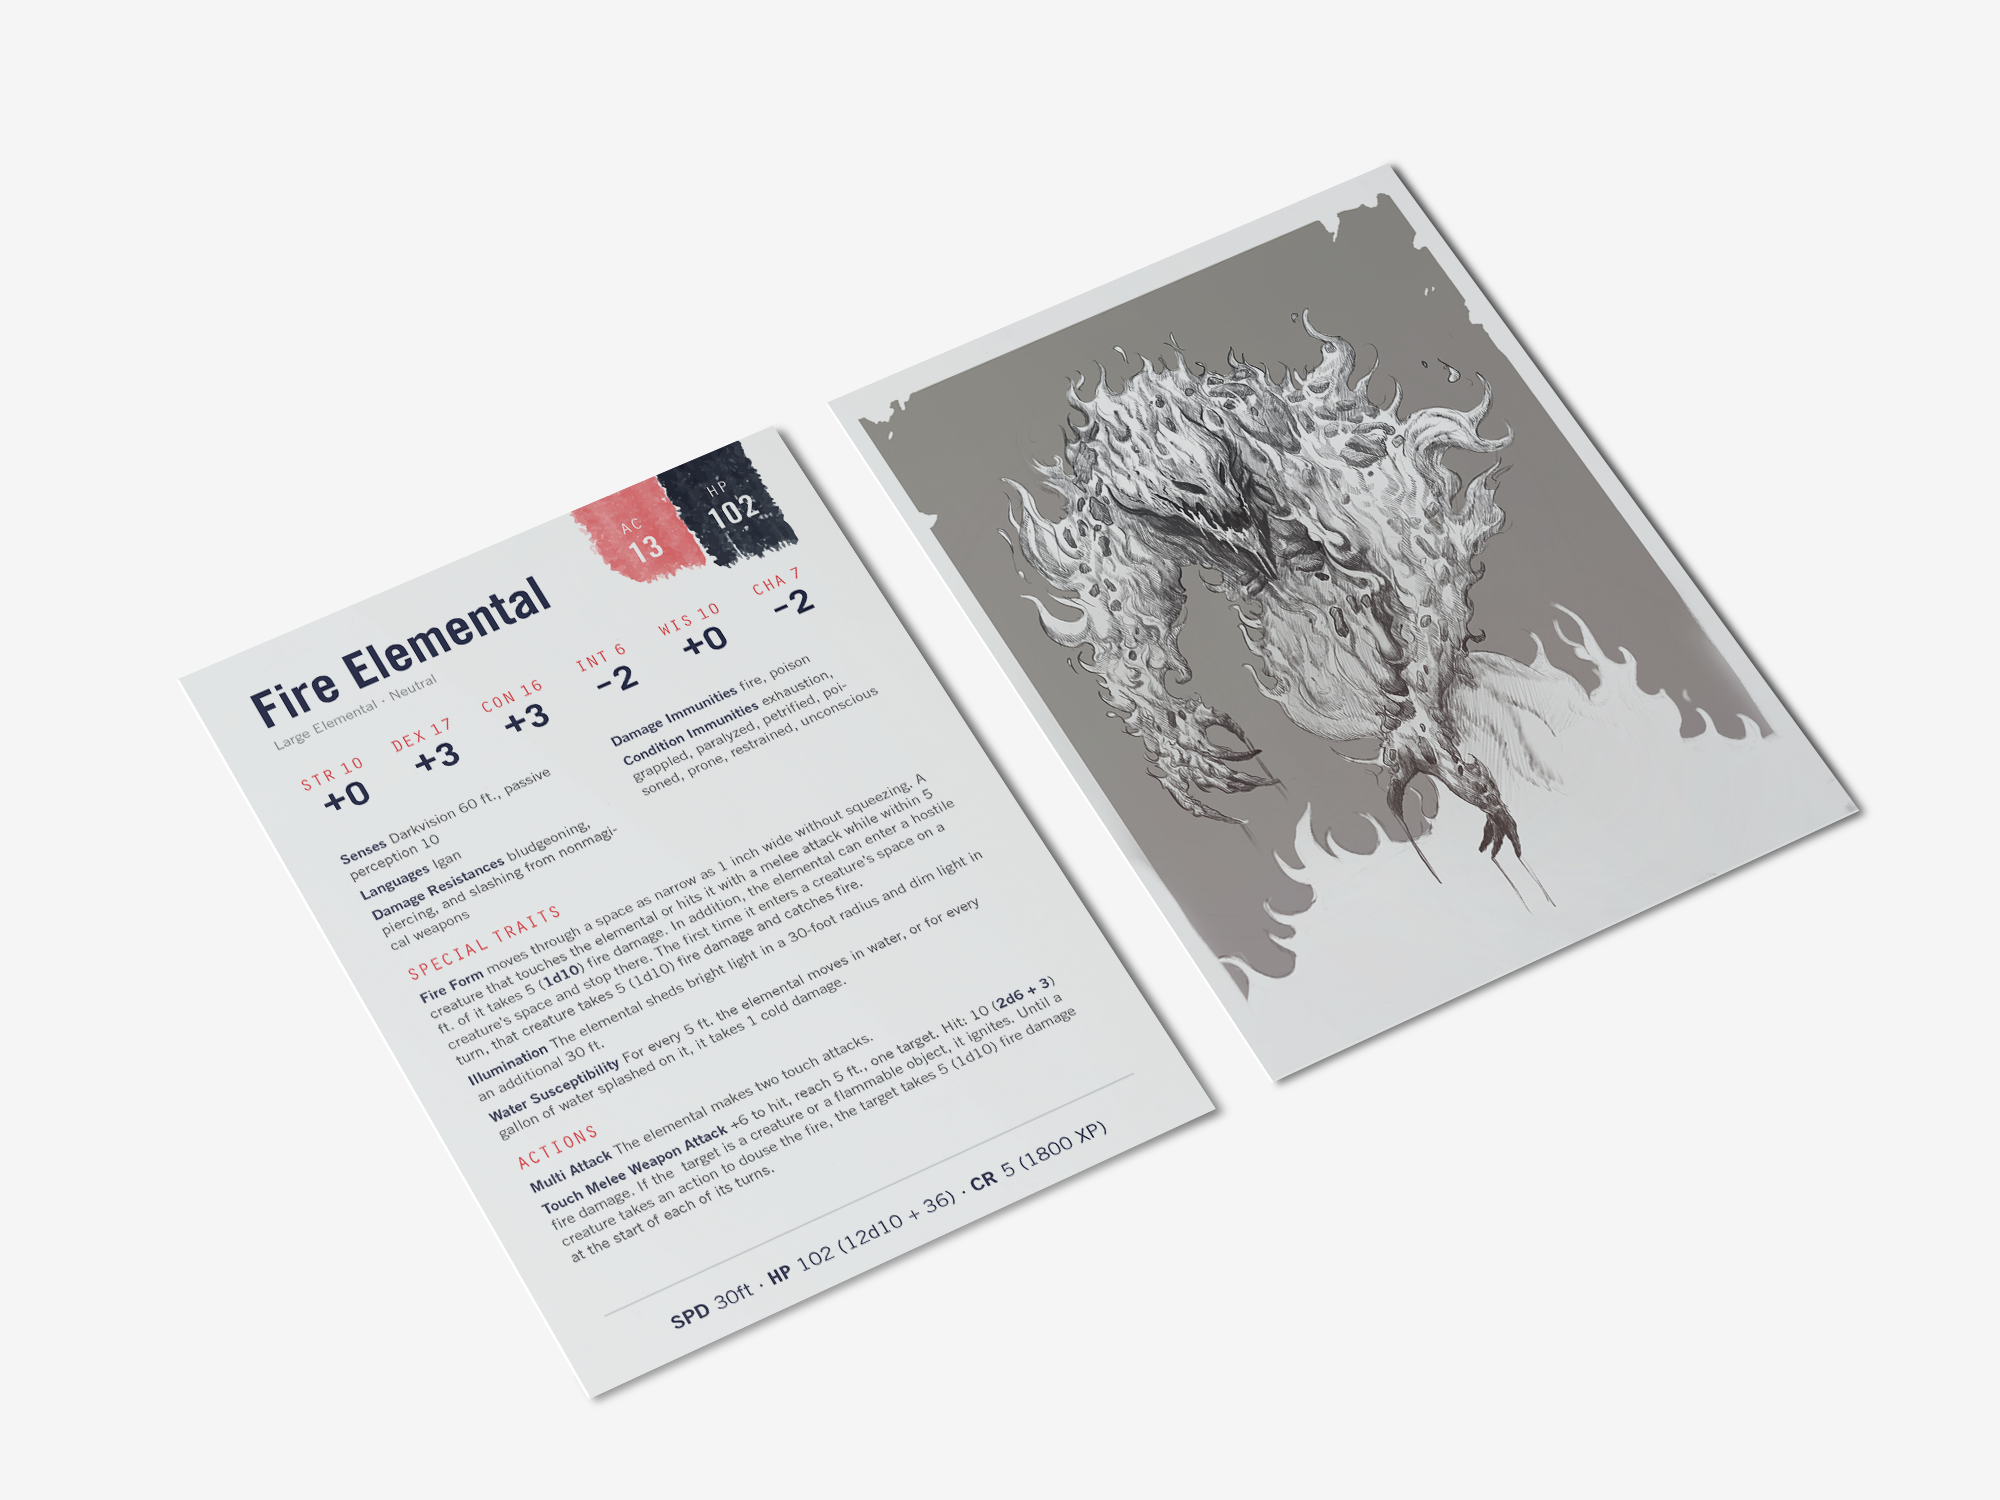 AC
13
HP
102
Fire Elemental
Large Elemental · Neutral
STR 10
+0
DEX 17
+3
CON 16
+3
INT 6
-2
WIS 10
+0
CHA 7
-2
Senses Darkvision 60 ft., passive
perception 10
Languages Igan
Damage Resistances bludgeoning,
piercing, and slashing from nonmagi-
cal weapons
Damage Immunities fire, poison
Condition Immunities exhaustion,
grappled, paralyzed, petrified, poi-
soned, prone, restrained, unconscious
SPECIAL TRAITS
Fire Form moves through a space as narrow as 1 inch wide without squeezing. A
creature that touches the elemental or hits it with a melee attack while within 5
ft. of it takes 5 (1d10) fire damage. In addition, the elemental can enter a hostile
creature's space and stop there. The first time it enters a creature's space on a
turn, that creature takes 5 (1d10) fire damage and catches fire.
Illumination The elemental sheds bright light in a 30-foot radius and dim light in
an additional 30 ft.
Water Susceptibility For every 5 ft. the elemental moves in water, or for every
gallon of water splashed on it, it takes 1 cold damage.
ACTIONS
Multi Attack The elemental makes two touch attacks.
Touch Melee Weapon Attack +6 to hit, reach 5 ft., one target. Hit: 10 (2d6 + 3)
fire damage. If the target is a creature or a flammable object, it ignites. Until a
creature takes an action to douse the fire, the target takes 5 (1d10) fire damage
at the start of each of its turns.
SPD 30ft · HP 102 (12d10 + 36) · CR 5 (1800 XP)